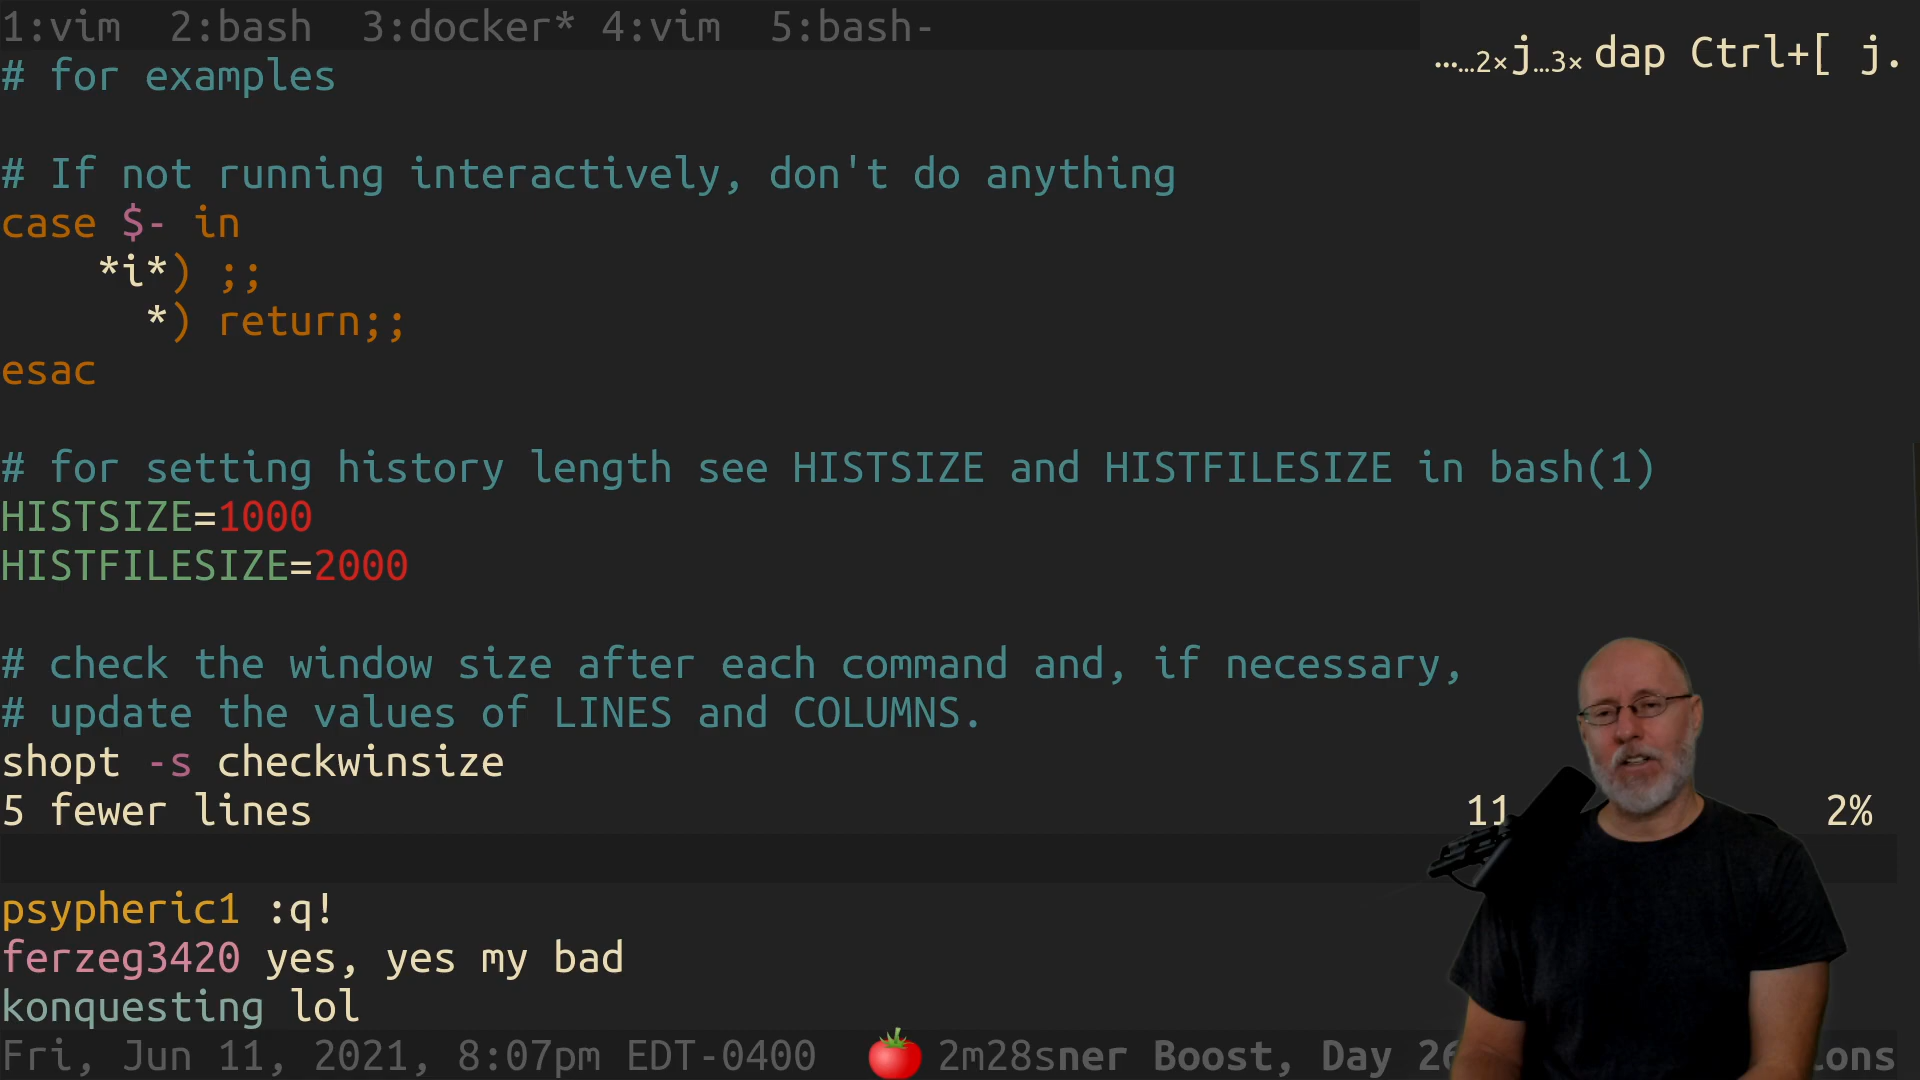 1:vim  2:bash  3:docker* 4:vim  5:bash-
……2×j…3× dap Ctrl+[ j.
# for examples
# If not running interactively, don't do anything
case $- in
    *i*) ;;
      *) return;;
esac
# for setting history length see HISTSIZE and HISTFILESIZE in bash(1)
HISTSIZE=1000
HISTFILESIZE=2000
# check the window size after each command and, if necessary,
# update the values of LINES and COLUMNS.
shopt -s checkwinsize
5 fewer lines 11 2%
psypheric1 :q!
ferzeg3420 yes, yes my bad
konquesting lol
Fri, Jun 11, 2021, 8:07pm EDT-0400 🍅 2m28sner Boost, Day 26 ions